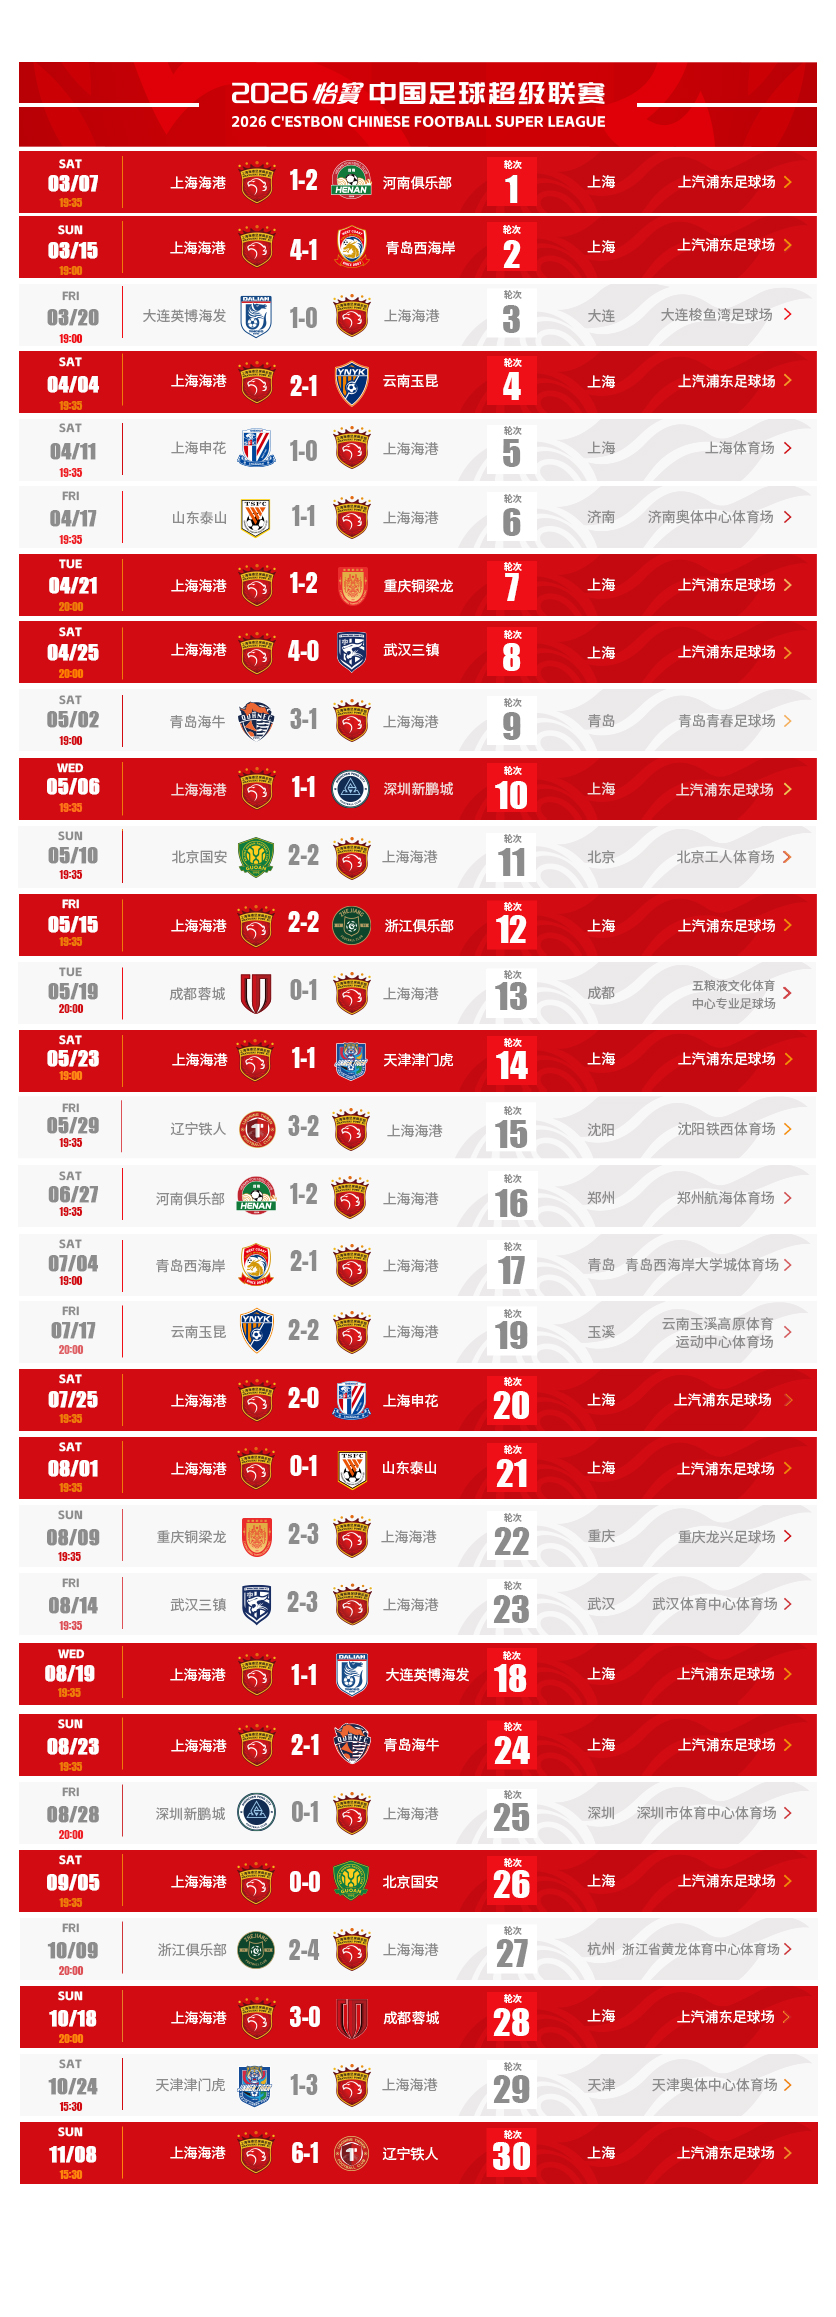 2026 怡寶 中国足球超级联赛
2026 C'ESTBON CHINESE FOOTBALL SUPER LEAGUE
SAT 03/07 19:35 上海海港 1-2 河南俱乐部 轮次 1 上海 上汽浦东足球场
SUN 03/15 19:00 上海海港 4-1 青岛西海岸 轮次 2 上海 上汽浦东足球场
FRI 03/20 19:00 大连英博海发 1-0 上海海港 轮次 3 大连 大连梭鱼湾足球场
SAT 04/04 19:35 上海海港 2-1 云南玉昆 轮次 4 上海 上汽浦东足球场
SAT 04/11 19:35 上海申花 1-0 上海海港 轮次 5 上海 上海体育场
FRI 04/17 19:35 山东泰山 1-1 上海海港 轮次 6 济南 济南奥体中心体育场
TUE 04/21 20:00 上海海港 1-2 重庆铜梁龙 轮次 7 上海 上汽浦东足球场
SAT 04/25 20:00 上海海港 4-0 武汉三镇 轮次 8 上海 上汽浦东足球场
SAT 05/02 19:00 青岛海牛 3-1 上海海港 轮次 9 青岛 青岛青春足球场
WED 05/06 19:35 上海海港 1-1 深圳新鹏城 轮次 10 上海 上汽浦东足球场
SUN 05/10 19:35 北京国安 2-2 上海海港 轮次 11 北京 北京工人体育场
FRI 05/15 19:35 上海海港 2-2 浙江俱乐部 轮次 12 上海 上汽浦东足球场
TUE 05/19 20:00 成都蓉城 0-1 上海海港 轮次 13 成都 五粮液文化体育
中心专业足球场
SAT 05/23 19:00 上海海港 1-1 天津津门虎 轮次 14 上海 上汽浦东足球场
FRI 05/29 19:35 辽宁铁人 3-2 上海海港 轮次 15 沈阳 沈阳铁西体育场
SAT 06/27 19:35 河南俱乐部 1-2 上海海港 轮次 16 郑州 郑州航海体育场
SAT 07/04 19:00 青岛西海岸 2-1 上海海港 轮次 17 青岛 青岛西海岸大学城体育场
FRI 07/17 20:00 云南玉昆 2-2 上海海港 轮次 19 玉溪 云南玉溪高原体育
运动中心体育场
SAT 07/25 19:35 上海海港 2-0 上海申花 轮次 20 上海 上汽浦东足球场
SAT 08/01 19:35 上海海港 0-1 山东泰山 轮次 21 上海 上汽浦东足球场
SUN 08/09 19:35 重庆铜梁龙 2-3 上海海港 轮次 22 重庆 重庆龙兴足球场
FRI 08/14 19:35 武汉三镇 2-3 上海海港 轮次 23 武汉 武汉体育中心体育场
WED 08/19 19:35 上海海港 1-1 大连英博海发 轮次 18 上海 上汽浦东足球场
SUN 08/23 19:35 上海海港 2-1 青岛海牛 轮次 24 上海 上汽浦东足球场
FRI 08/28 20:00 深圳新鹏城 0-1 上海海港 轮次 25 深圳 深圳市体育中心体育场
SAT 09/05 19:35 上海海港 0-0 北京国安 轮次 26 上海 上汽浦东足球场
FRI 10/09 20:00 浙江俱乐部 2-4 上海海港 轮次 27 杭州 浙江省黄龙体育中心体育场
SUN 10/18 20:00 上海海港 3-0 成都蓉城 轮次 28 上海 上汽浦东足球场
SAT 10/24 15:30 天津津门虎 1-3 上海海港 轮次 29 天津 天津奥体中心体育场
SUN 11/08 15:30 上海海港 6-1 辽宁铁人 轮次 30 上海 上汽浦东足球场